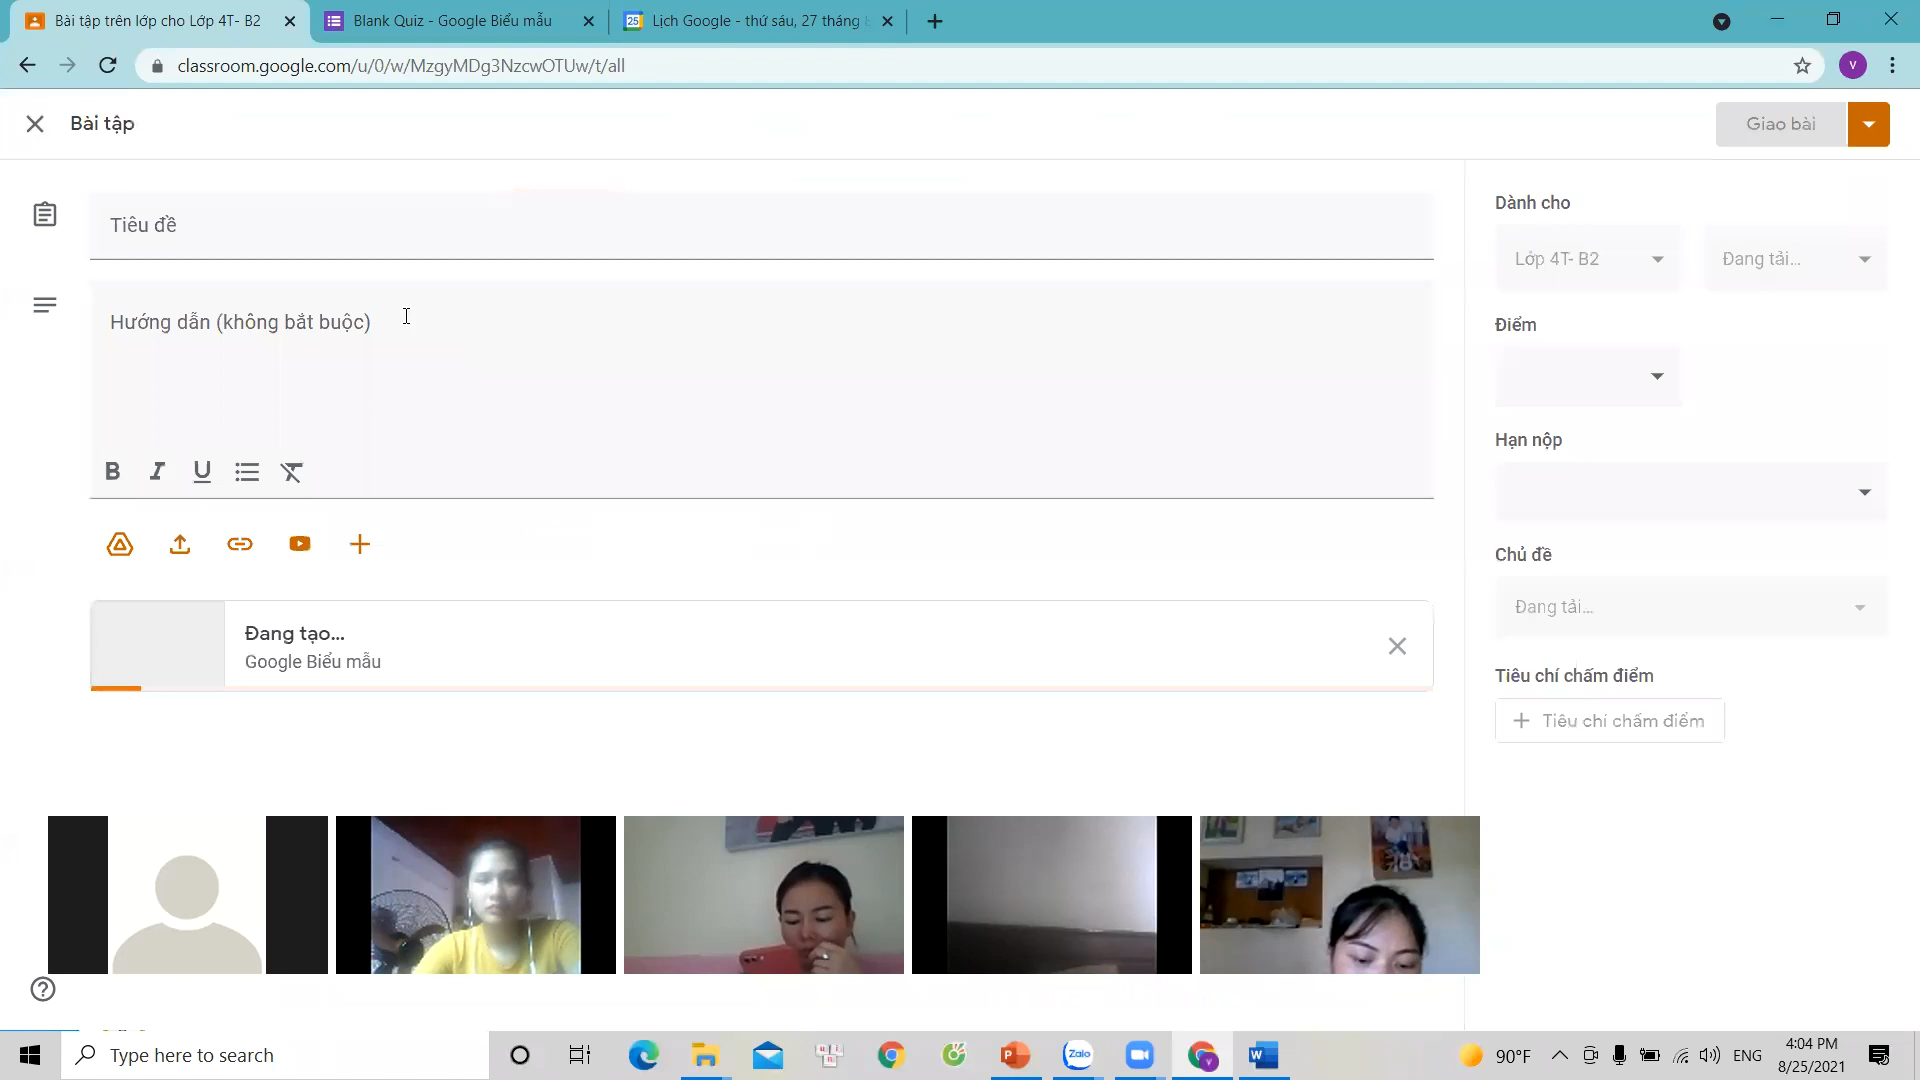 Bài tập trên lớp cho Lớp 4T- B2
Blank Quiz - Google Biểu mẫu
25
Lịch Google - thứ sáu, 27 tháng
classroom.google.com/u/0/w/MzgyMDg3NzcwOTUw/t/all
V
Bài tập
Giao bài
Tiêu đề
Hướng dẫn (không bắt buộc)
B I U
Đang tạo...
Google Biểu mẫu
Dành cho
Lớp 4T- B2
Đang tải...
Điểm
Hạn nộp
Chủ đề
Đang tải...
Tiêu chí chấm điểm
Tiêu chí chấm điểm
Type here to search
Zalo
90°F
ENG
4:04 PM
8/25/2021